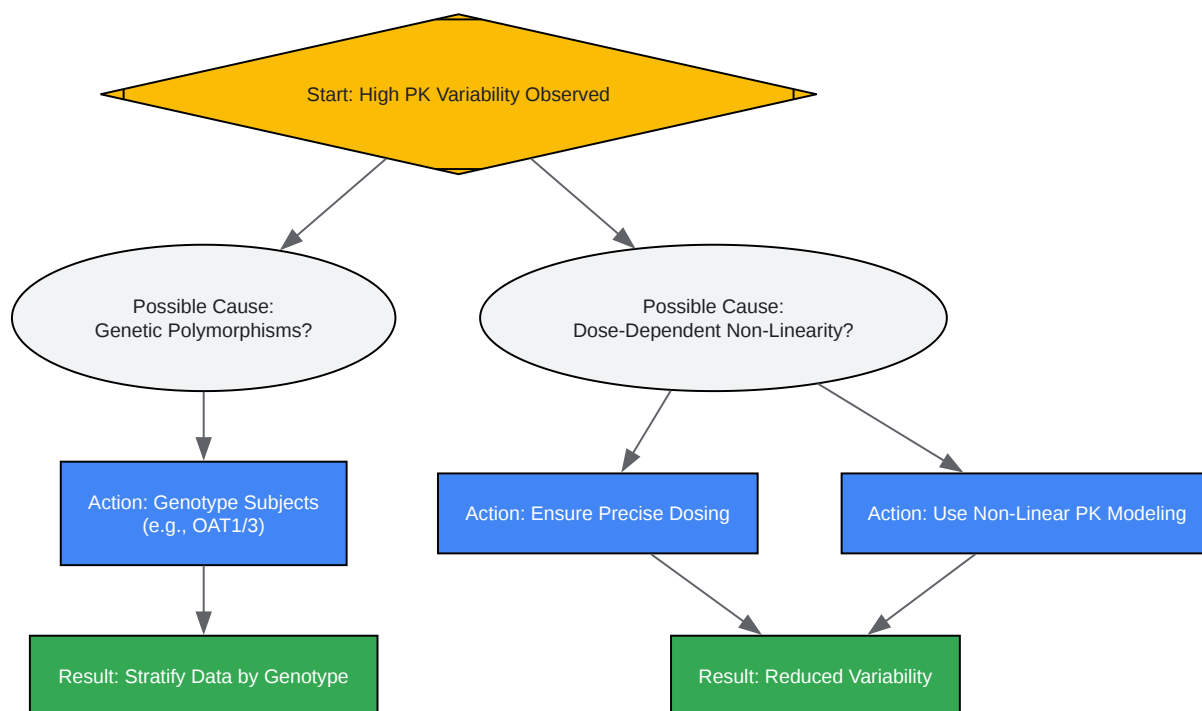 Start: High PK Variability Observed
Possible Cause:
Genetic Polymorphisms?
Possible Cause:
Dose-Dependent Non-Linearity?
Action: Genotype Subjects
(e.g., OAT1/3)
Action: Ensure Precise Dosing
Action: Use Non-Linear PK Modeling
Result: Stratify Data by Genotype
Result: Reduced Variability